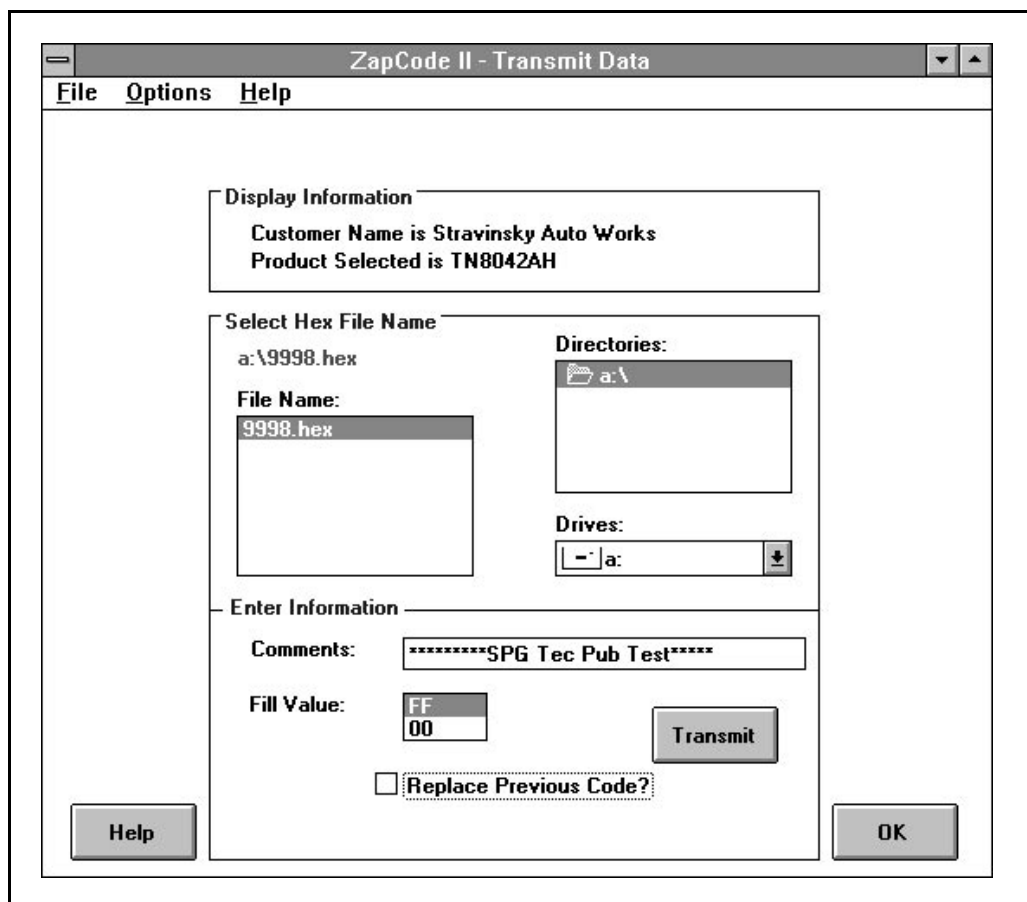 ZapCode II - Transmit Data
File Options Help
Display Information
Customer Name is Stravinsky Auto Works
Product Selected is TN8042AH
Select Hex File Name
a:\9998.hex
File Name:
9998.hex
Directories:
a:\
Drives:
a:
Enter Information
Comments: *********SPG Tec Pub Test*****
Fill Value: FF
00
Transmit
Replace Previous Code?
Help
OK